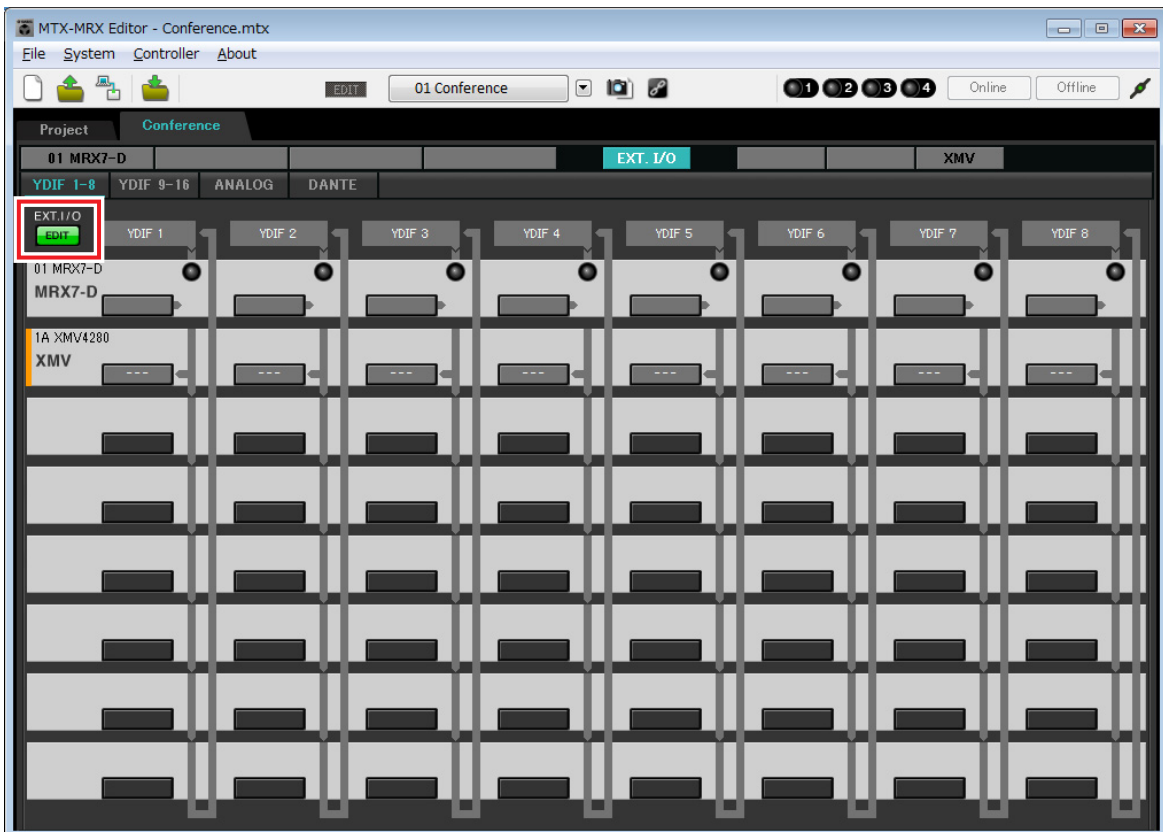 MTX-MRX Editor - Conference.mtx
File System Controller About
EDIT 01 Conference 1 2 3 4 Online Offline
Project Conference
01 MRX7-D EXT. I/O XMV
YDIF 1-8 YDIF 9-16 ANALOG DANTE
EXT.I/O
EDIT YDIF 1 YDIF 2 YDIF 3 YDIF 4 YDIF 5 YDIF 6 YDIF 7 YDIF 8
01 MRX7-D
MRX7-D
1A XMV4280
XMV
--- --- --- --- --- --- --- ---